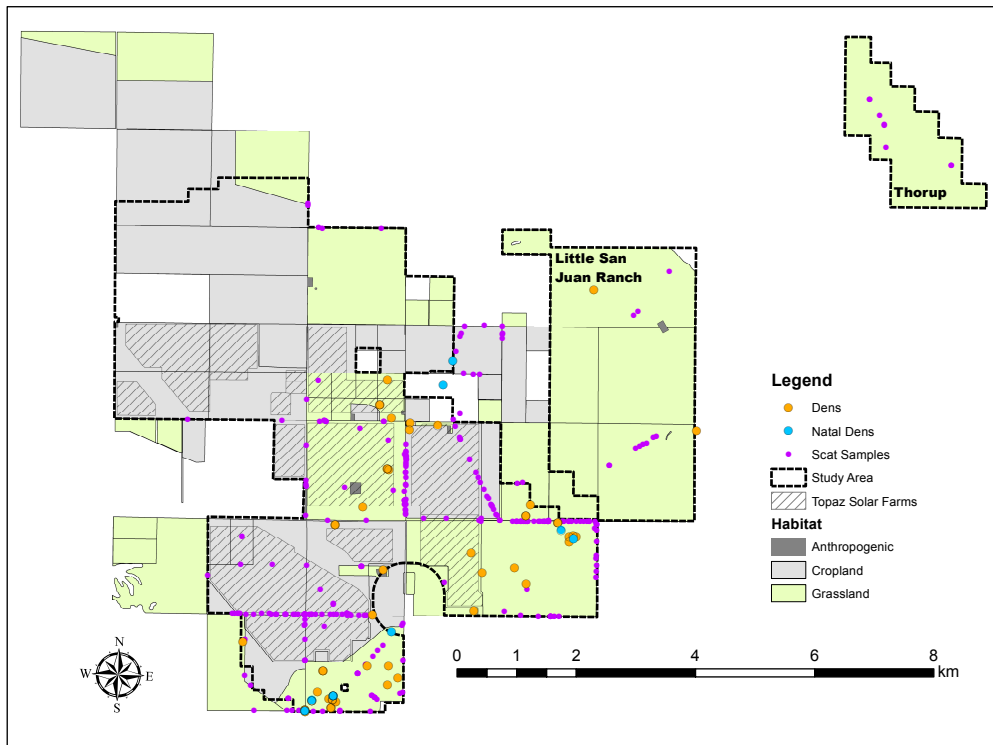 Thorup
Little San
Juan Ranch
Legend
Dens
Natal Dens
Scat Samples
Study Area
Topaz Solar Farms
Habitat
Anthropogenic
Cropland
Grassland
N
W E
S
0 1 2 4 6 8
km